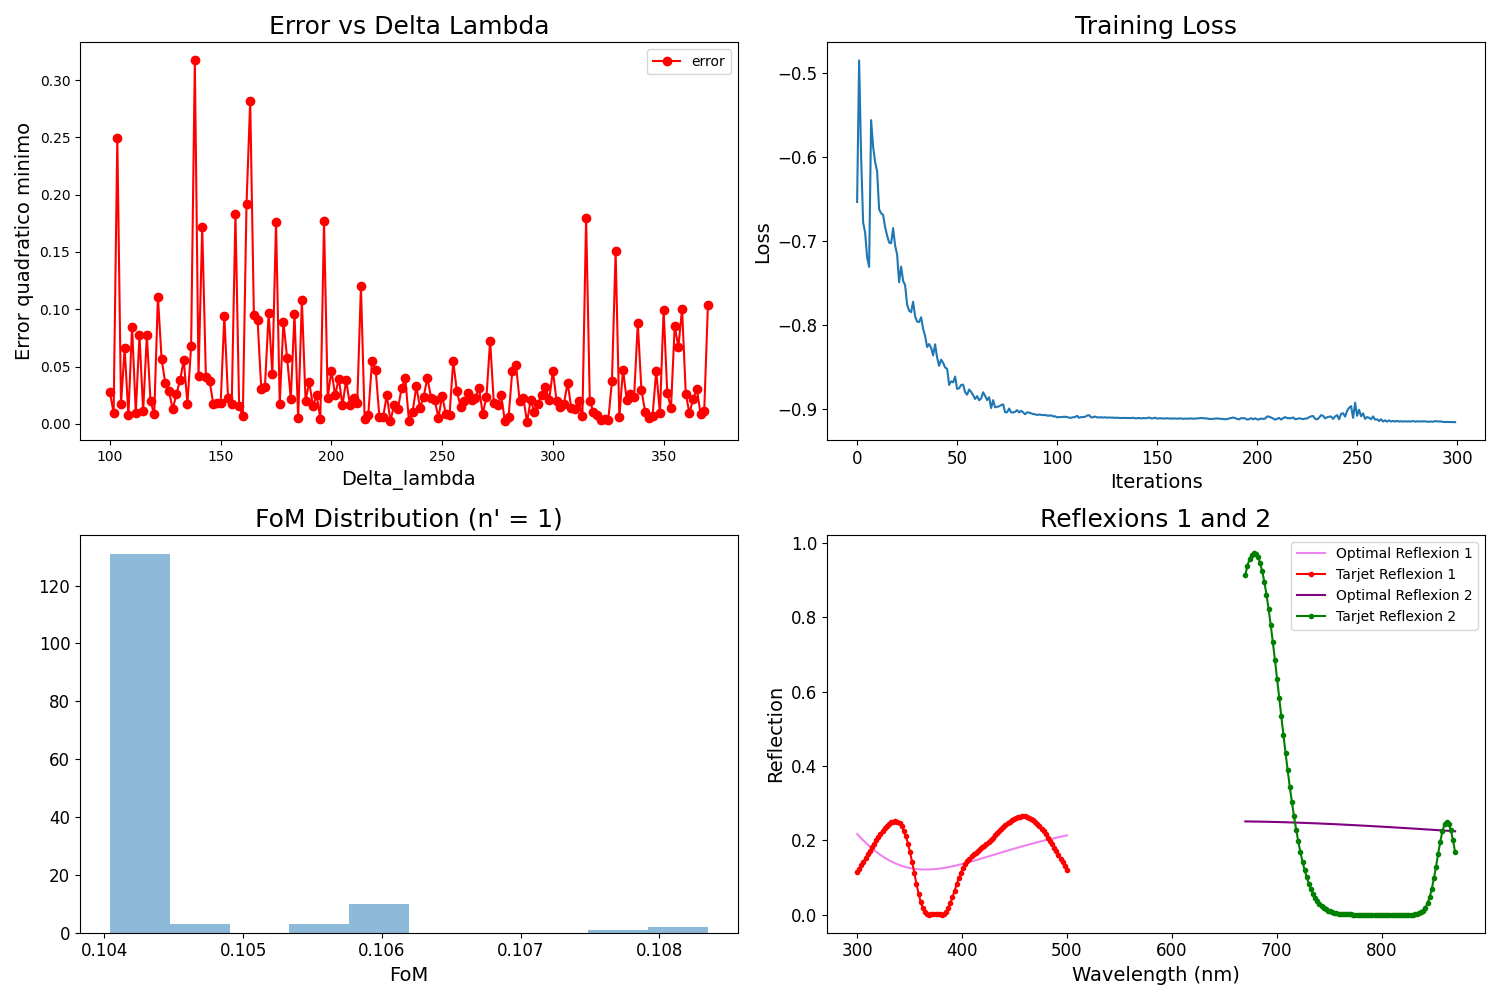 Error vs Delta Lambda
error
Error quadratico minimo
0.30
0.25
0.20
0.15
0.10
0.05
0.00
100 150 200 250 300 350
Delta_lambda
Training Loss
Loss
−0.5
−0.6
−0.7
−0.8
−0.9
0 50 100 150 200 250 300
Iterations
FoM Distribution (n' = 1)
120
100
80
60
40
20
0
0.104 0.105 0.106 0.107 0.108
FoM
Reflexions 1 and 2
Optimal Reflexion 1
Tarjet Reflexion 1
Optimal Reflexion 2
Tarjet Reflexion 2
Reflection
1.0
0.8
0.6
0.4
0.2
0.0
300 400 500 600 700 800
Wavelength (nm)